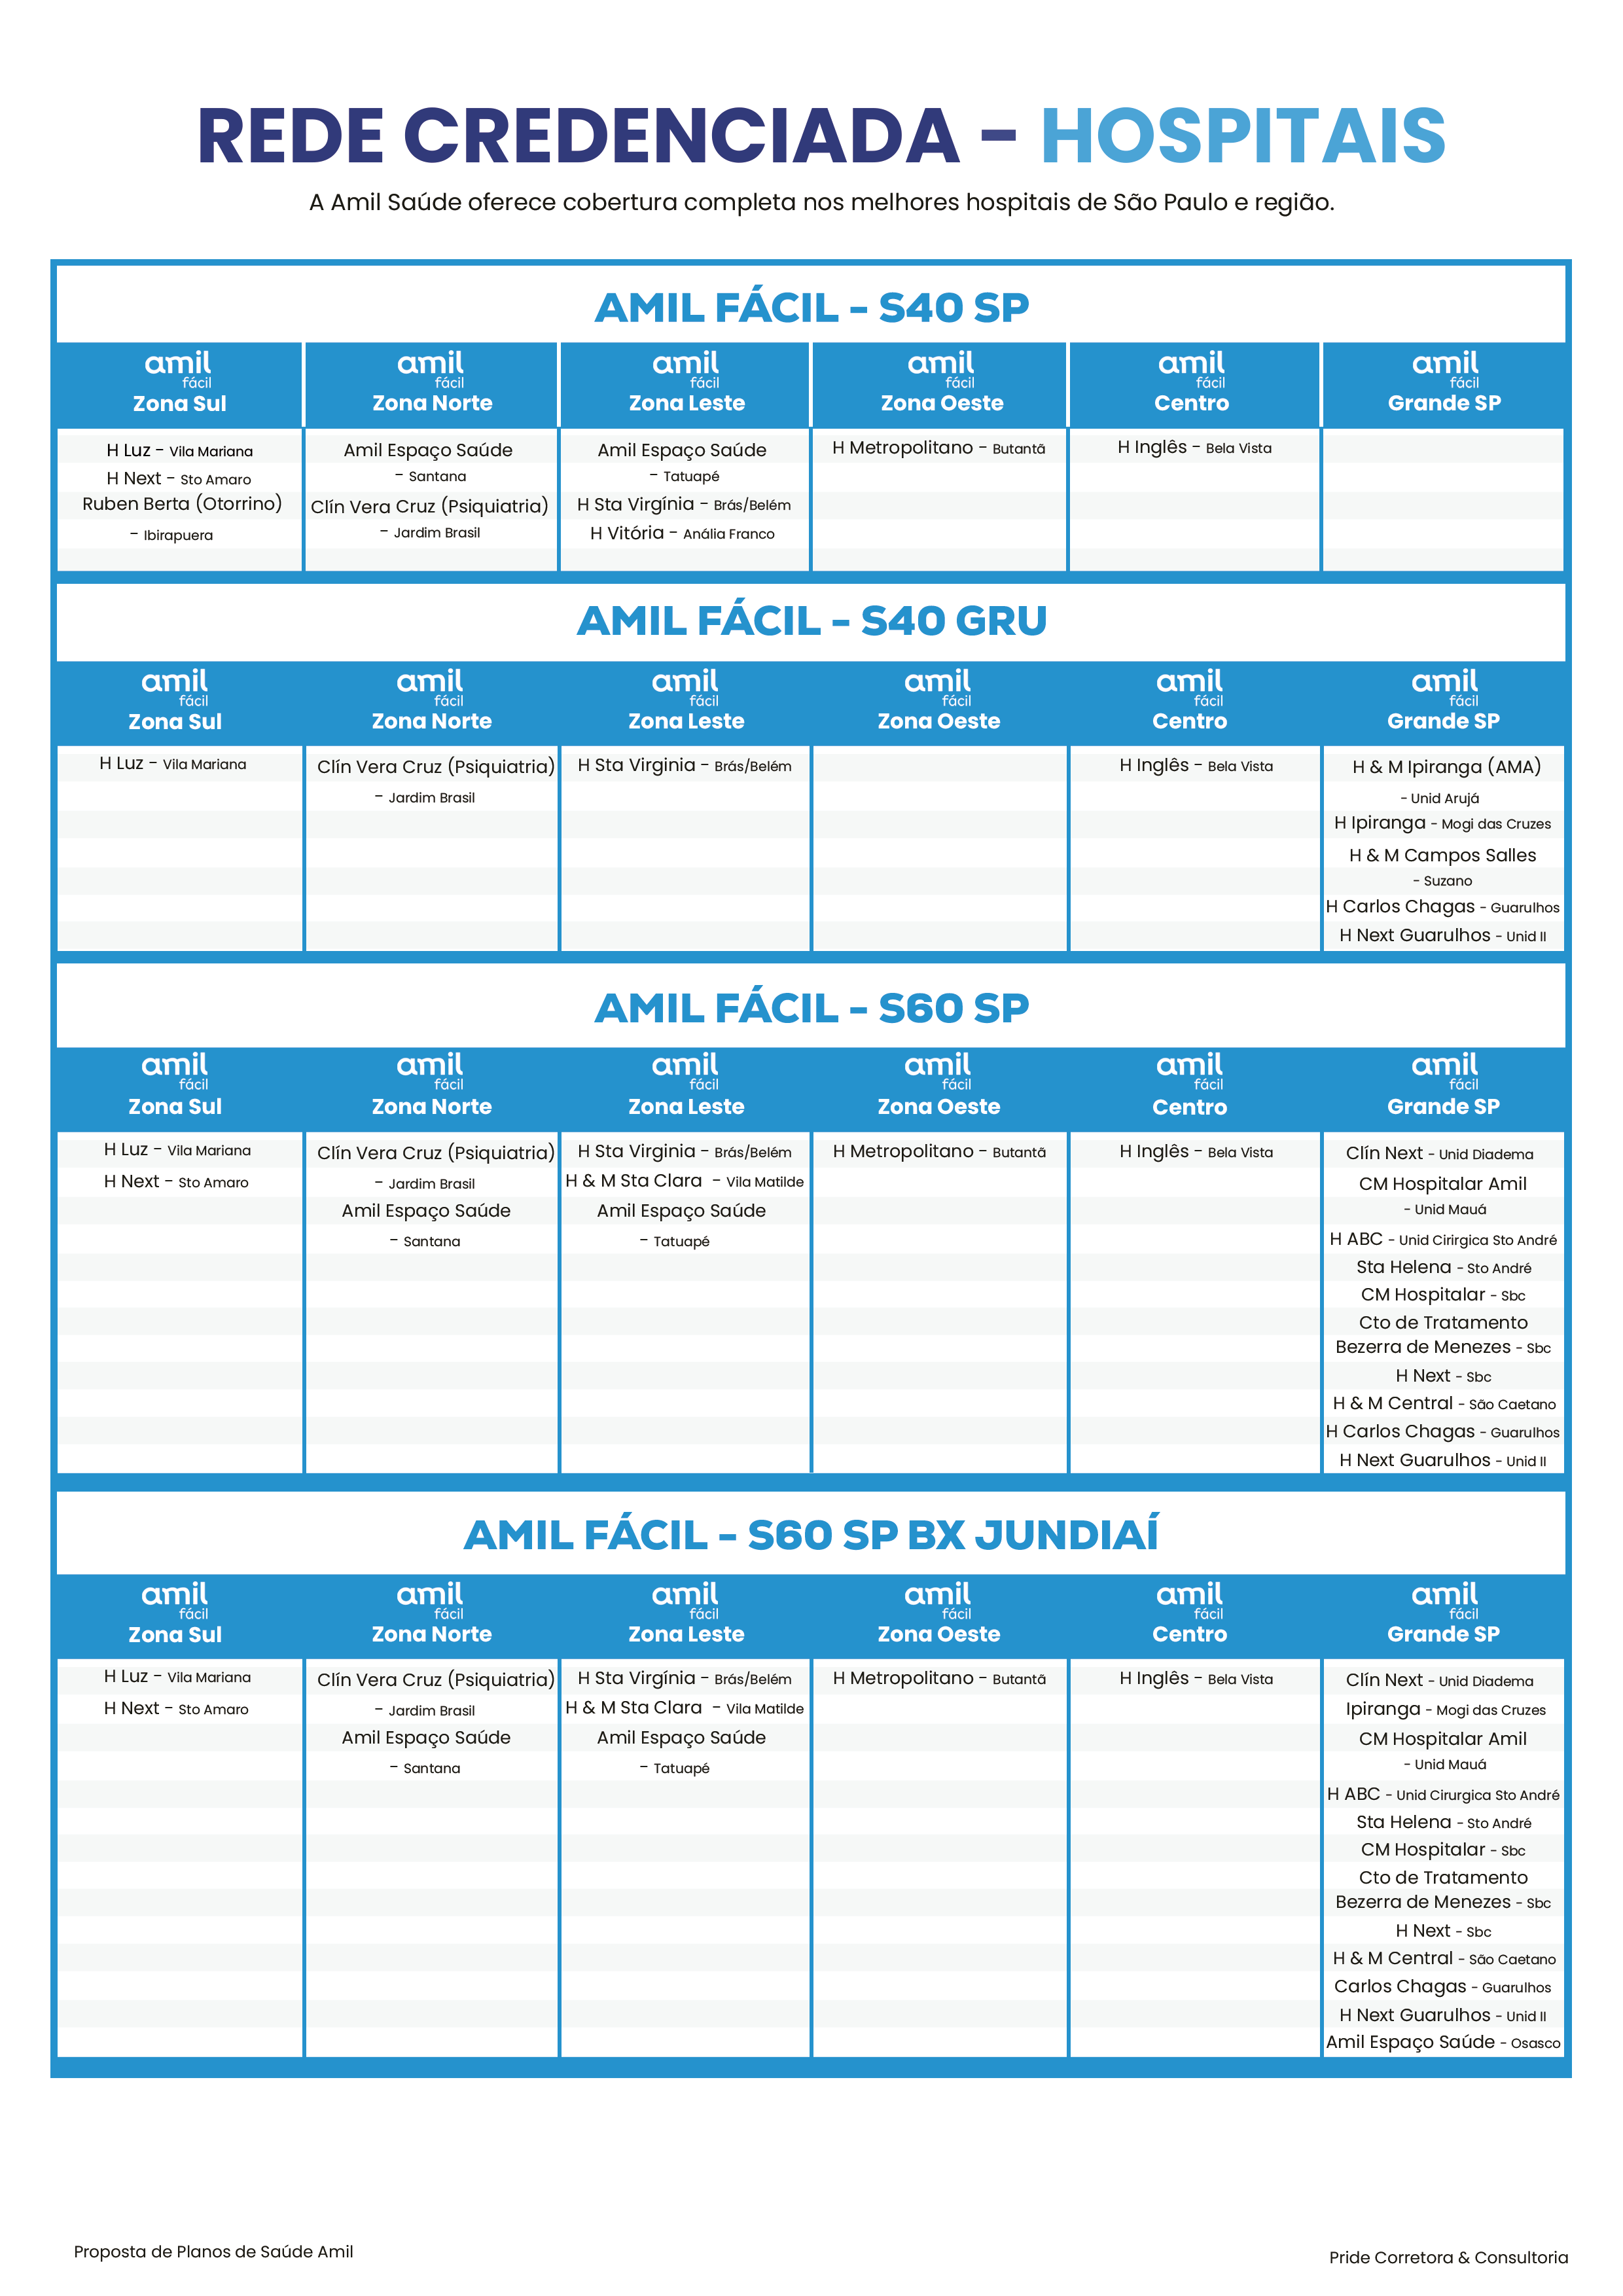 REDE CREDENCIADA - HOSPITAIS
A Amil Saúde oferece cobertura completa nos melhores hospitais de São Paulo e região.
AMIL FÁCIL - S40 SP
amil fácil
Zona Sul
amil fácil
Zona Norte
amil fácil
Zona Leste
amil fácil
Zona Oeste
amil fácil
Centro
amil fácil
Grande SP
H Luz - Vila Mariana
H Next - Sto Amaro
Ruben Berta (Otorrino)
- Ibirapuera
Amil Espaço Saúde
- Santana
Clín Vera Cruz (Psiquiatria)
- Jardim Brasil
Amil Espaço Saúde
- Tatuapé
H Sta Virgínia - Brás/Belém
H Vitória - Anália Franco
H Metropolitano - Butantã
H Inglês - Bela Vista
AMIL FÁCIL - S40 GRU
amil fácil
Zona Sul
amil fácil
Zona Norte
amil fácil
Zona Leste
amil fácil
Zona Oeste
amil fácil
Centro
amil fácil
Grande SP
H Luz - Vila Mariana
Clín Vera Cruz (Psiquiatria)
- Jardim Brasil
H Sta Virginia - Brás/Belém
H Inglês - Bela Vista
H & M Ipiranga (AMA)
- Unid Arujá
H Ipiranga - Mogi das Cruzes
H & M Campos Salles
- Suzano
H Carlos Chagas - Guarulhos
H Next Guarulhos - Unid II
AMIL FÁCIL - S60 SP
amil fácil
Zona Sul
amil fácil
Zona Norte
amil fácil
Zona Leste
amil fácil
Zona Oeste
amil fácil
Centro
amil fácil
Grande SP
H Luz - Vila Mariana
H Next - Sto Amaro
Clín Vera Cruz (Psiquiatria)
- Jardim Brasil
Amil Espaço Saúde
- Santana
H Sta Virginia - Brás/Belém
H & M Sta Clara - Vila Matilde
Amil Espaço Saúde
- Tatuapé
H Metropolitano - Butantã
H Inglês - Bela Vista
Clín Next - Unid Diadema
CM Hospitalar Amil
- Unid Mauá
H ABC - Unid Cirirgica Sto André
Sta Helena - Sto André
CM Hospitalar - Sbc
Cto de Tratamento
Bezerra de Menezes - Sbc
H Next - Sbc
H & M Central - São Caetano
H Carlos Chagas - Guarulhos
H Next Guarulhos - Unid II
AMIL FÁCIL - S60 SP BX JUNDIAÍ
amil fácil
Zona Sul
amil fácil
Zona Norte
amil fácil
Zona Leste
amil fácil
Zona Oeste
amil fácil
Centro
amil fácil
Grande SP
H Luz - Vila Mariana
H Next - Sto Amaro
Clín Vera Cruz (Psiquiatria)
- Jardim Brasil
Amil Espaço Saúde
- Santana
H Sta Virgínia - Brás/Belém
H & M Sta Clara - Vila Matilde
Amil Espaço Saúde
- Tatuapé
H Metropolitano - Butantã
H Inglês - Bela Vista
Clín Next - Unid Diadema
Ipiranga - Mogi das Cruzes
CM Hospitalar Amil
- Unid Mauá
H ABC - Unid Cirurgica Sto André
Sta Helena - Sto André
CM Hospitalar - Sbc
Cto de Tratamento
Bezerra de Menezes - Sbc
H Next - Sbc
H & M Central - São Caetano
Carlos Chagas - Guarulhos
H Next Guarulhos - Unid II
Amil Espaço Saúde - Osasco
Proposta de Planos de Saúde Amil
Pride Corretora & Consultoria